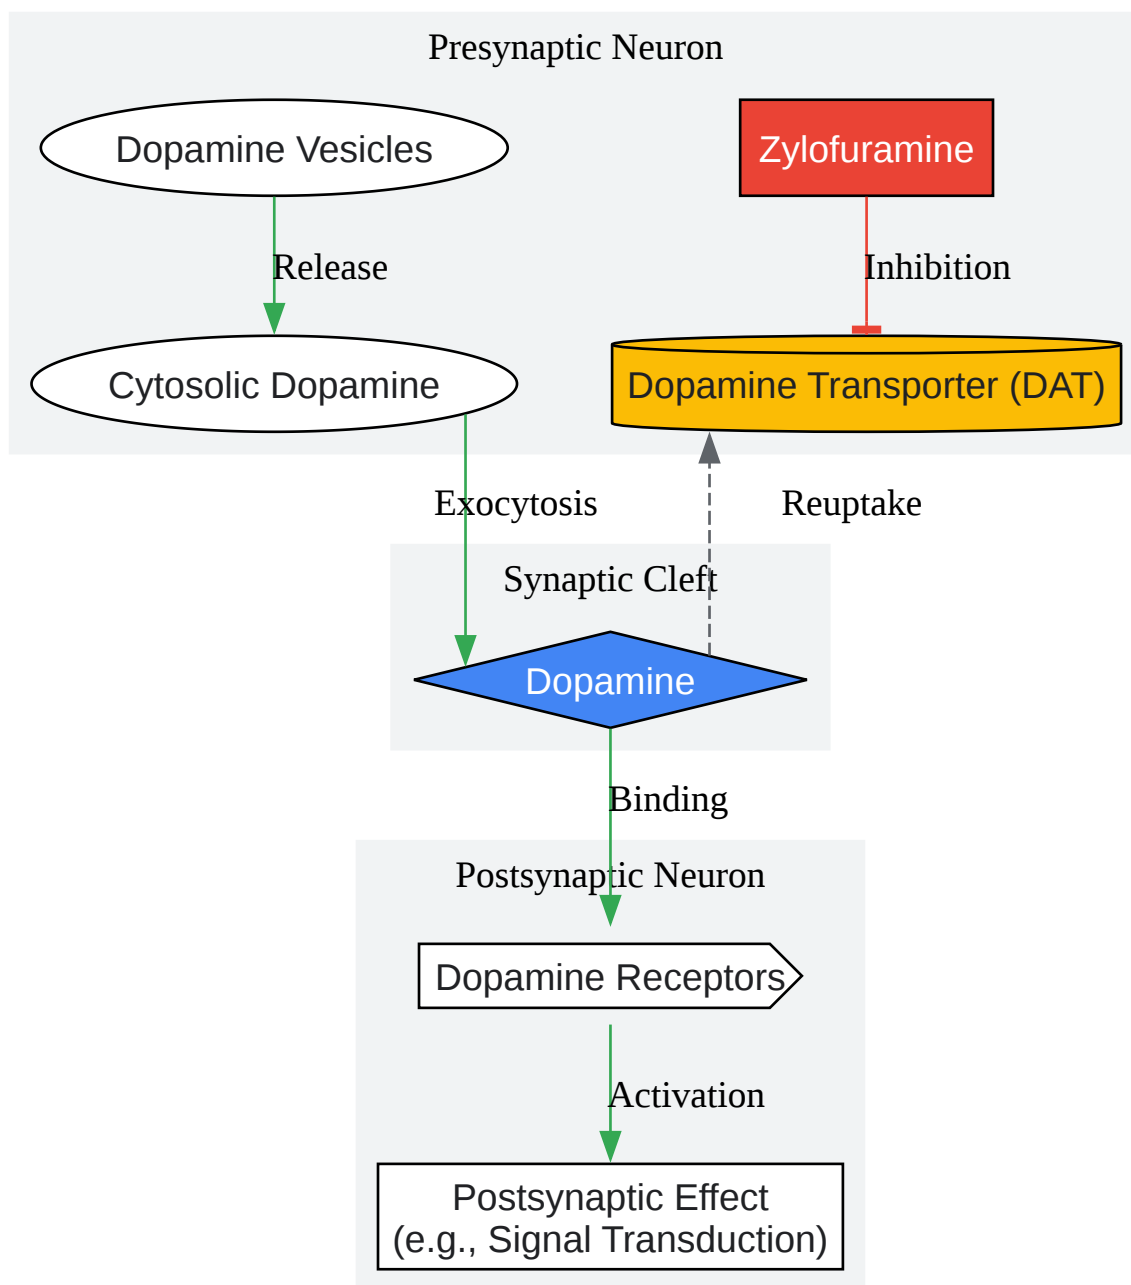 Presynaptic Neuron
Dopamine Vesicles
Zylofuramine
Release
Inhibition
Cytosolic Dopamine
Dopamine Transporter (DAT)
Exocytosis
Reuptake
Synaptic Cleft
Dopamine
Binding
Postsynaptic Neuron
Dopamine Receptors
Activation
Postsynaptic Effect
(e.g., Signal Transduction)